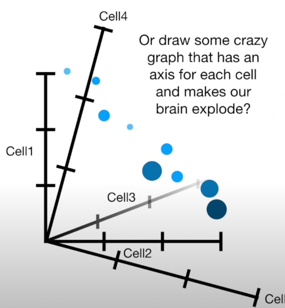 Cell4
Or draw some crazy
graph that has an
axis for each cell
and makes our
brain explode?
Cell1
Cell3
Cell2
Cel